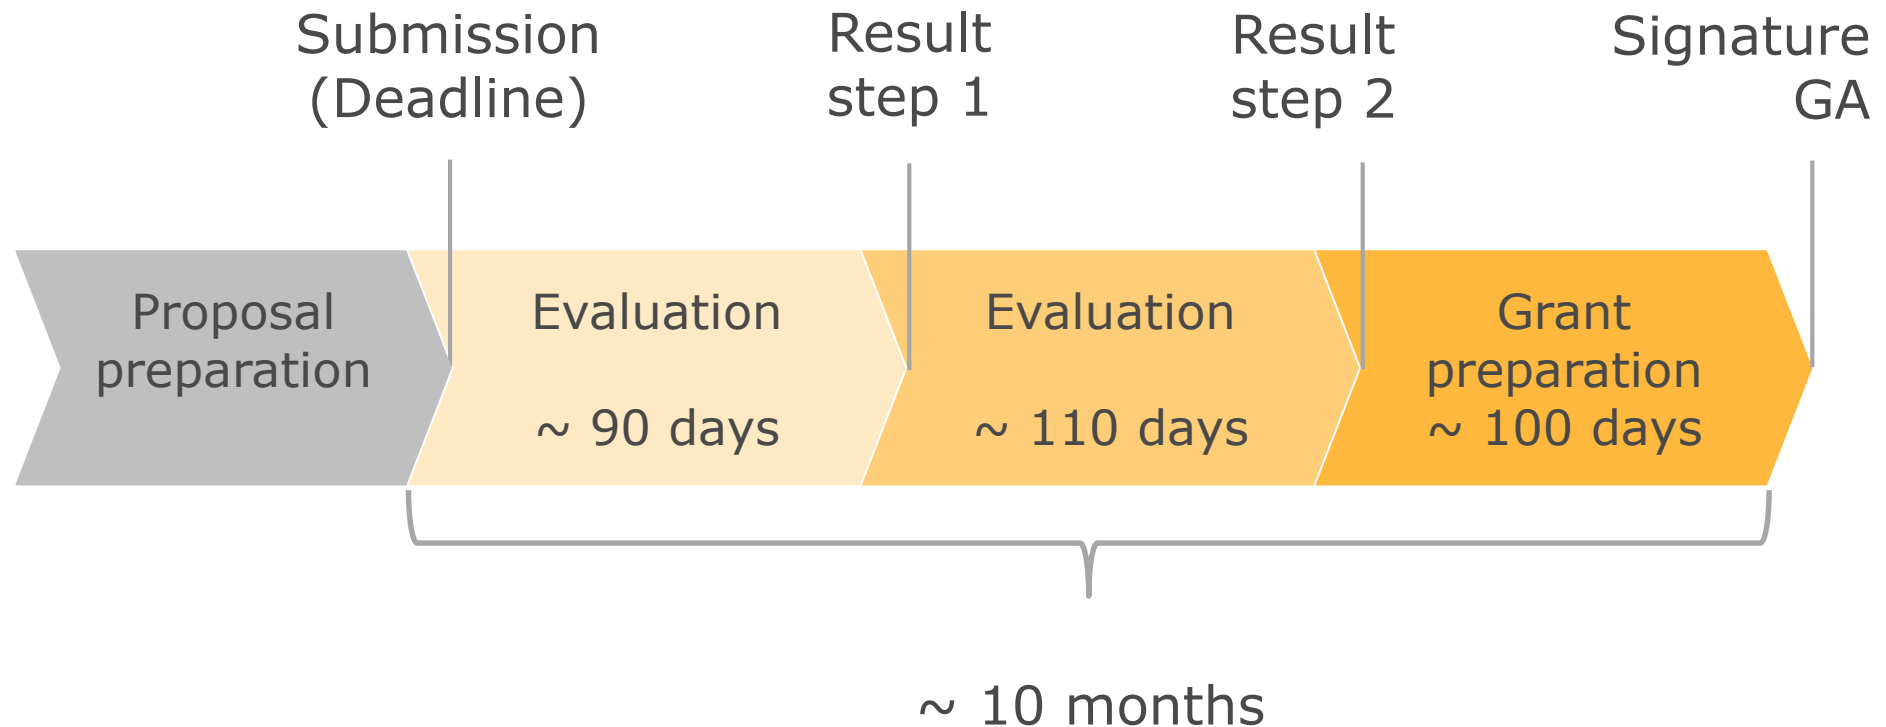 Submission
(Deadline)
Result
step 1
Result
step 2
Signature
GA
Proposal
preparation
Evaluation
~ 90 days
Evaluation
~ 110 days
Grant
preparation
~ 100 days
~ 10 months